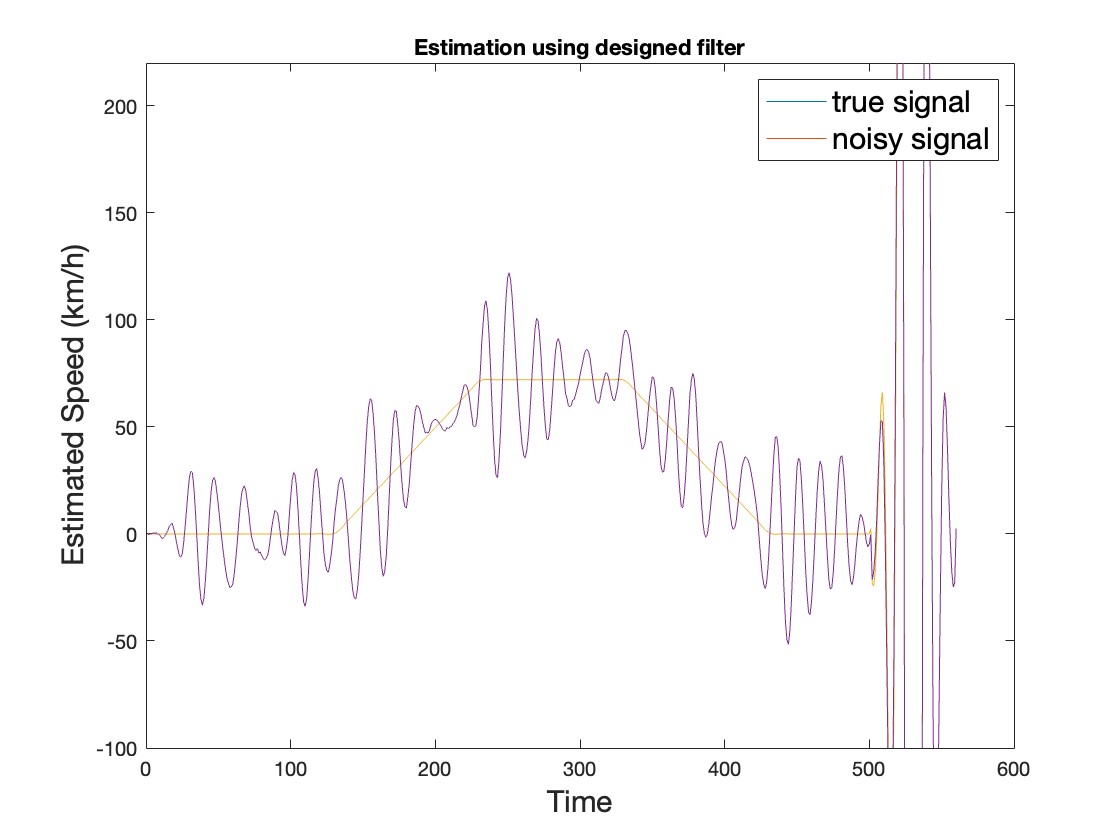 Estimation using designed filter
true signal
noisy signal
200
150
100
50
0
-50
-100
Estimated Speed (km/h)
0 100 200 300 400 500 600
Time